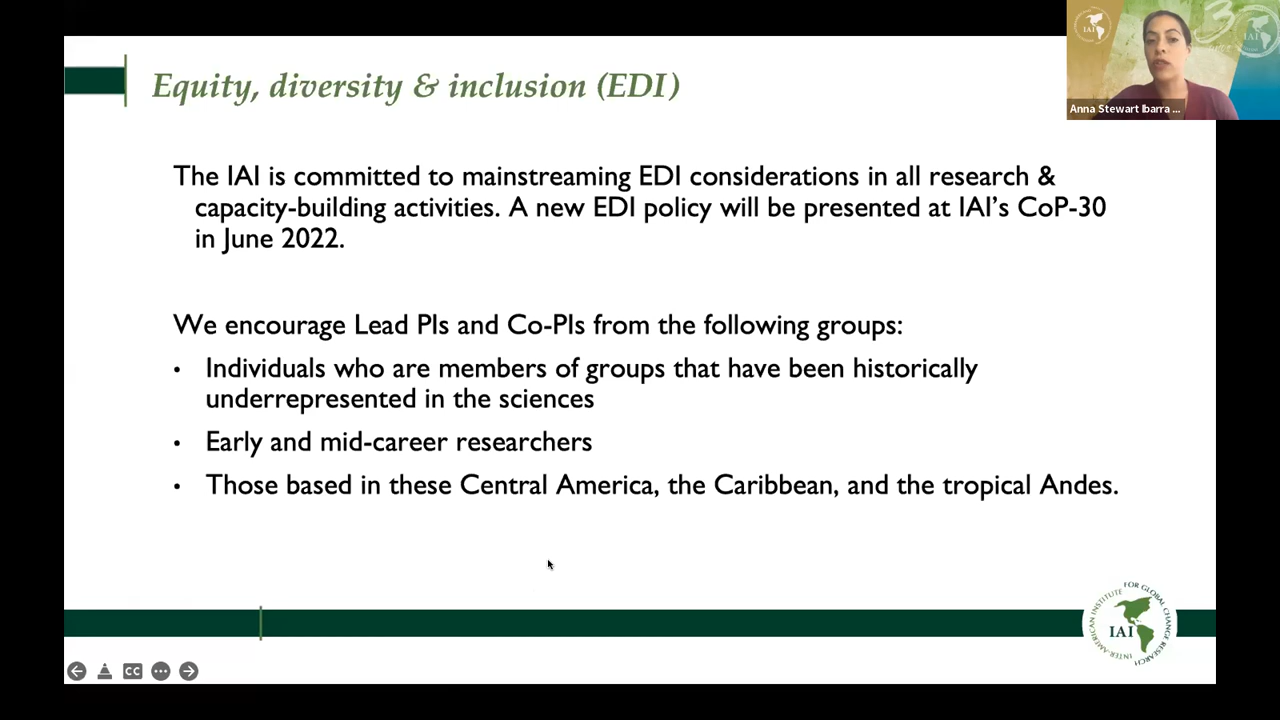 Equity, diversity & inclusion (EDI)
The IAI is committed to mainstreaming EDI considerations in all research &
capacity-building activities. A new EDI policy will be presented at IAI's CoP-30
in June 2022.
We encourage Lead PIs and Co-PIs from the following groups:
• Individuals who are members of groups that have been historically
underrepresented in the sciences
• Early and mid-career researchers
• Those based in these Central America, the Caribbean, and the tropical Andes.
IAI
IAI
Anna Stewart Ibarra ...
INTER-AMERICAN INSTITUTE FOR GLOBAL CHANGE RESEARCH
IAI
CC